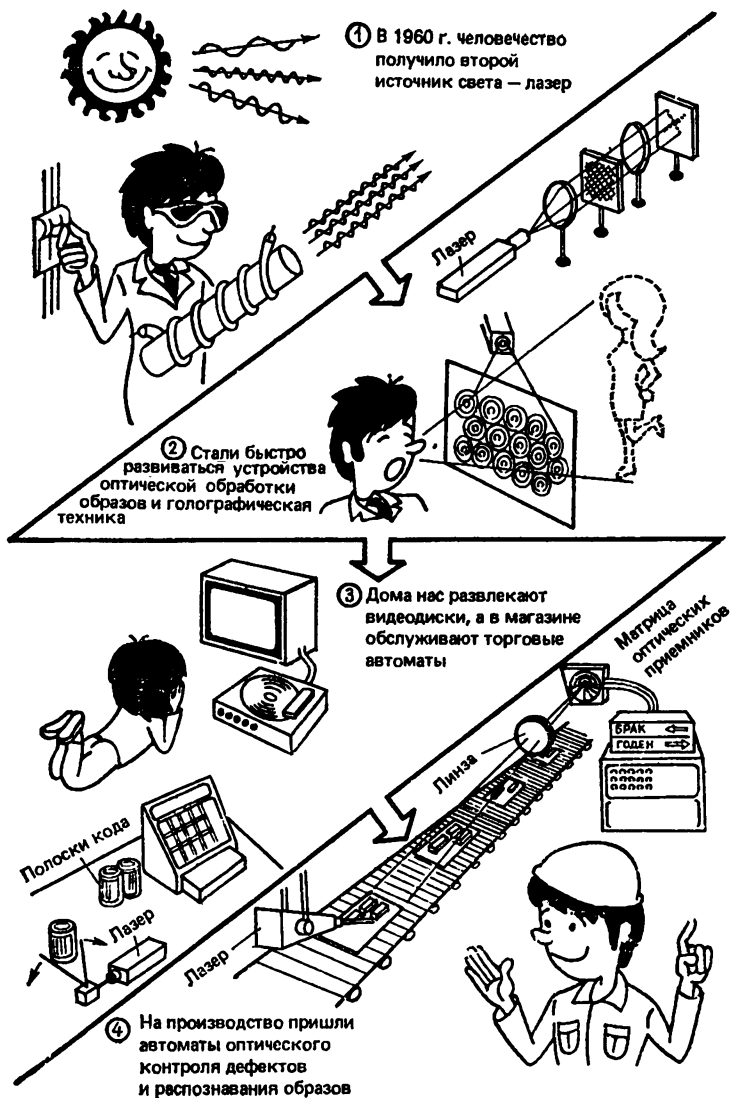 ① В 1960 г. человечество
получило второй
источник света — лазер
Лазер
② Стали быстро
развиваться устройства
оптической обработки
образов и голографическая
техника
③ Дома нас развлекают
видеодиски, а в магазине
обслуживают торговые
автоматы
Матрица
оптических
приемников
БРАК
ГОДЕН
Линза
Полоски кода
Лазер
Лазер
④ На производство пришли
автоматы оптического
контроля дефектов
и распознавания образов